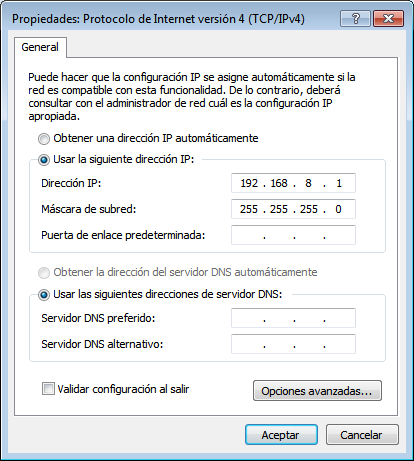 Propiedades: Protocolo de Internet versión 4 (TCP/IPv4)
General
Puede hacer que la configuración IP se asigne automáticamente si la
red es compatible con esta funcionalidad. De lo contrario, deberá
consultar con el administrador de red cuál es la configuración IP
apropiada.
Obtener una dirección IP automáticamente
Usar la siguiente dirección IP:
Dirección IP: 192 . 168 . 8 . 1
Máscara de subred: 255 . 255 . 255 . 0
Puerta de enlace predeterminada: . . .
Obtener la dirección del servidor DNS automáticamente
Usar las siguientes direcciones de servidor DNS:
Servidor DNS preferido: . . .
Servidor DNS alternativo: . . .
Validar configuración al salir
Opciones avanzadas...
Aceptar Cancelar